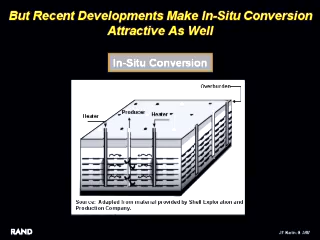 But Recent Developments Make In-Situ Conversion
Attractive As Well
In-Situ Conversion
Overburden
Producer
Heater
Heater
Source: Adapted from material provided by Shell Exploration and
Production Company.
RAND